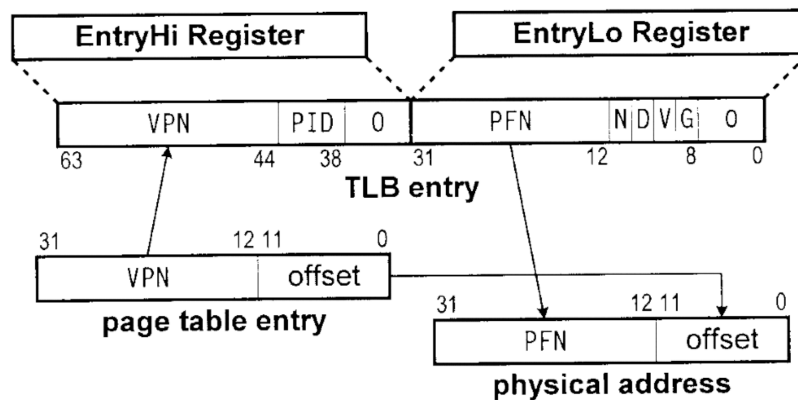 EntryHi Register EntryLo Register
VPN PID 0 PFN N D V G 0
63 44 38 31 12 8 0
TLB entry
31 12 11 0
VPN offset
page table entry
31 12 11 0
PFN offset
physical address